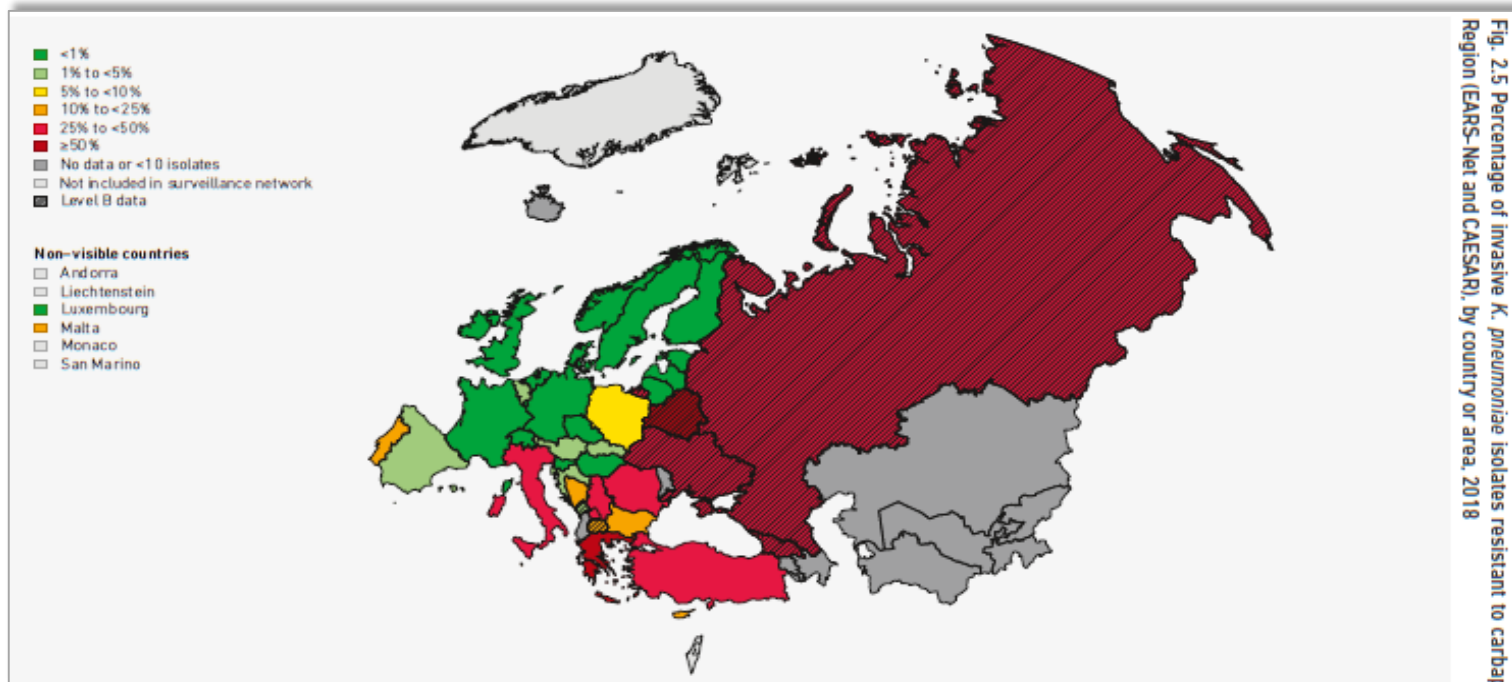 <1%
1% to <5%
5% to <10%
10% to <25%
25% to <50%
≥50%
No data or <10 isolates
Not included in surveillance network
Level B data
Non-visible countries
Andorra
Liechtenstein
Luxembourg
Malta
Monaco
San Marino
Fig. 2.5 Percentage of invasive K. pneumoniae isolates resistant to
Region (EARS-Net and CAESAR), by country or area, 2018